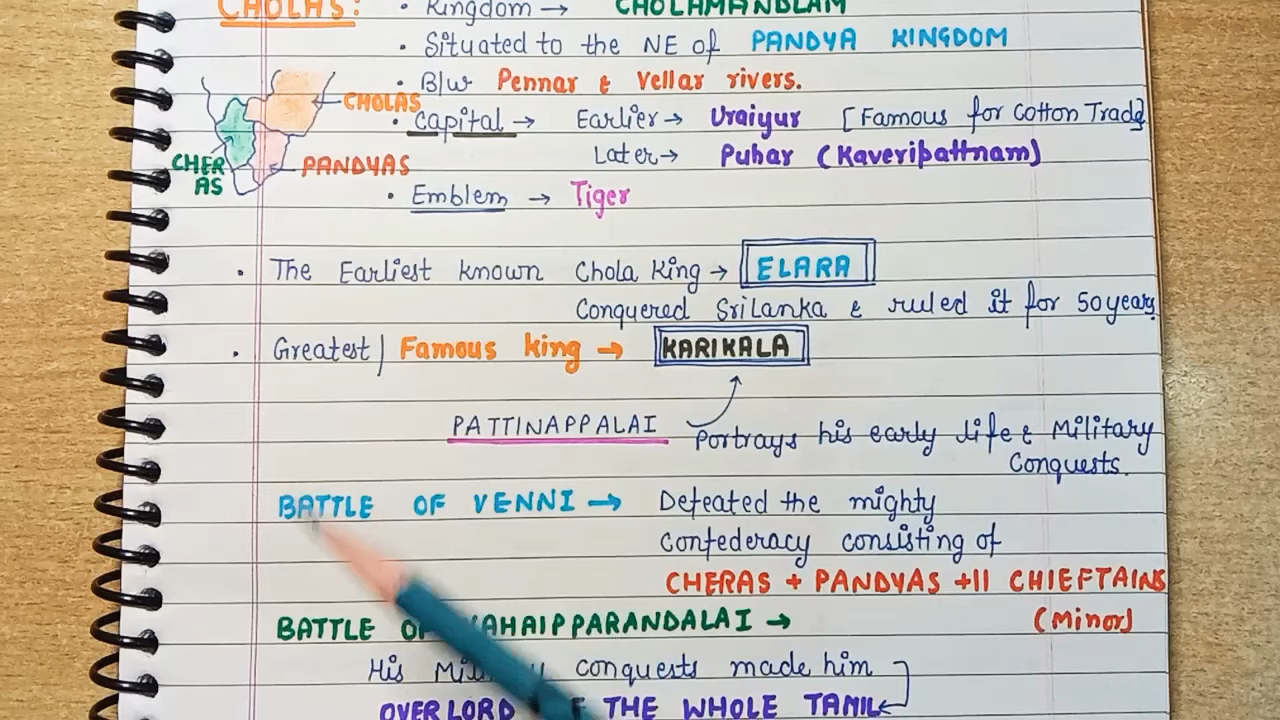 CHOLAS: • Kingdom → CHOLAMANDLAM
• Situated to the NE of PANDYA KINGDOM
• B/w Pennar & Vellar rivers.
CHOLAS
• Capital → Earlier → Uraiyur [Famous for Cotton Trade]
Later → Puhar (Kaveripattnam)
CHERAS
PANDYAS
• Emblem → Tiger
• The Earliest known Chola King → ELARA
Conquered SriLanka & ruled it for 50 years.
• Greatest / Famous king → KARIKALA
PATTINAPPALAI Portrays his early life & Military
Conquests.
BATTLE OF VENNI → Defeated the mighty
confederacy consisting of
CHERAS + PANDYAS + 11 CHIEFTAINS
(Minor)
BATTLE OF →
His conquests made him
OVERLORD THE WHOLE TAMIL